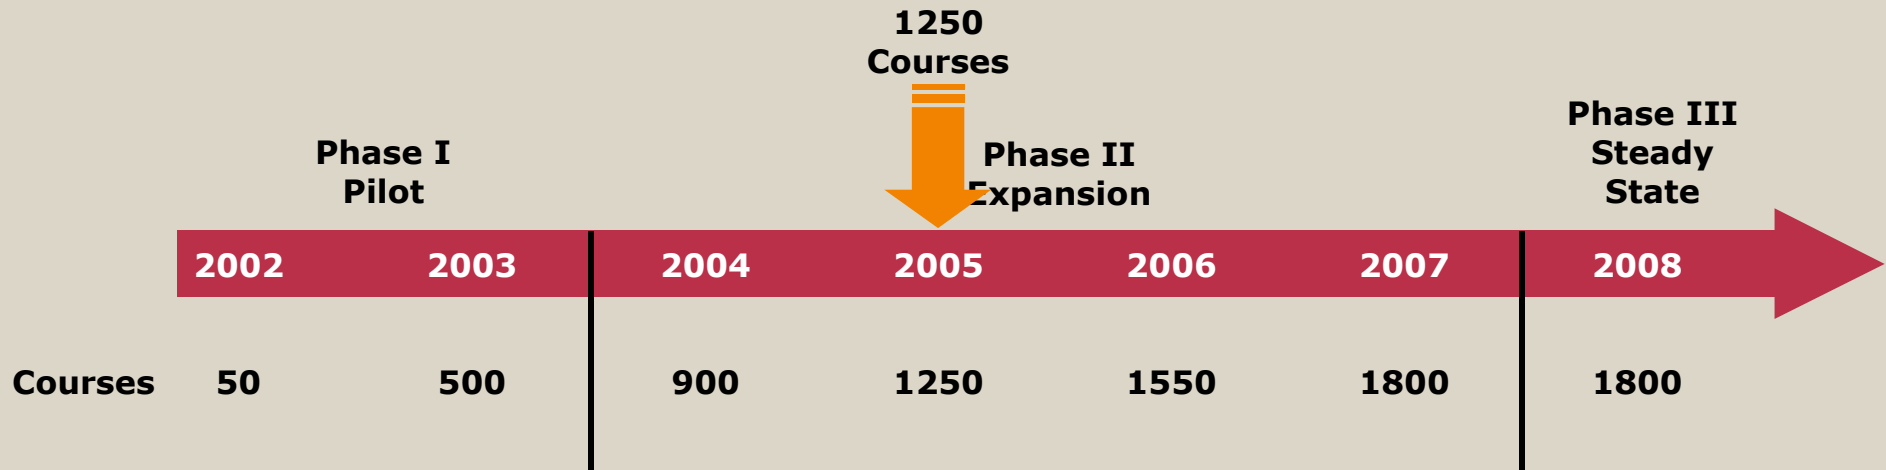 1250
Courses
Phase I
Pilot
Phase II
Expansion
Phase III
Steady
State
2002 2003 2004 2005 2006 2007 2008
Courses 50 500 900 1250 1550 1800 1800